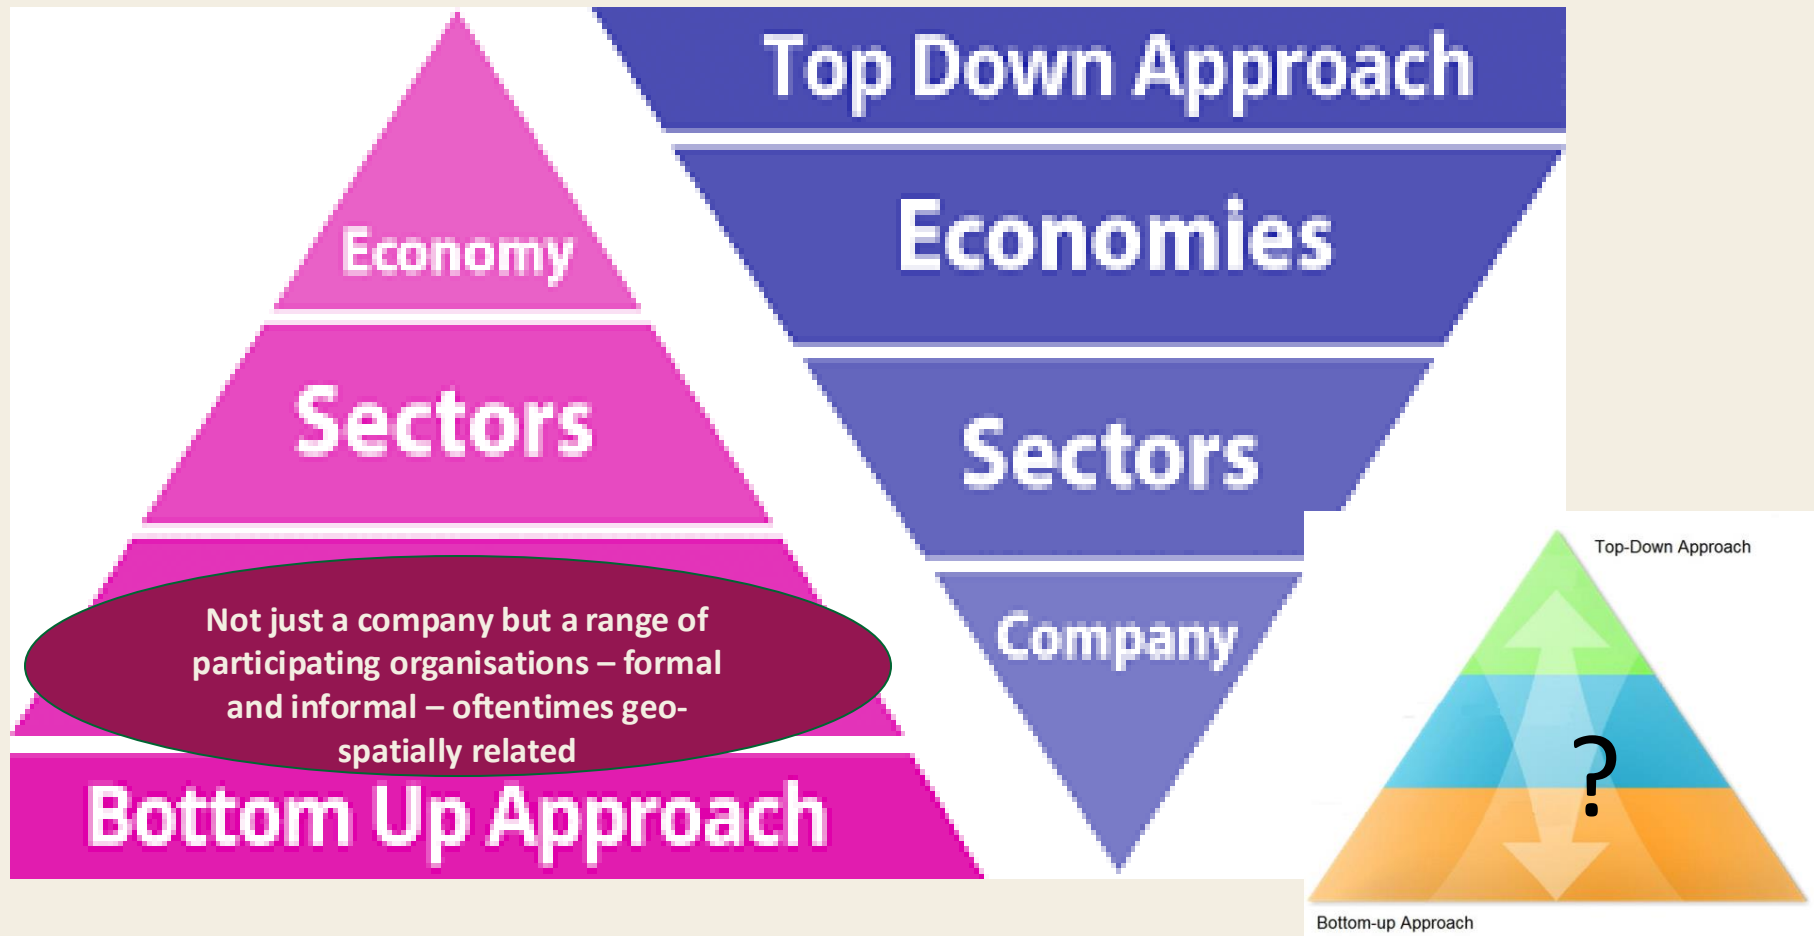 Economy
Sectors
Not just a company but a range of
participating organisations – formal
and informal – oftentimes geo-
spatially related
Bottom Up Approach
Top Down Approach
Economies
Sectors
Company
Top-Down Approach
?
Bottom-up Approach